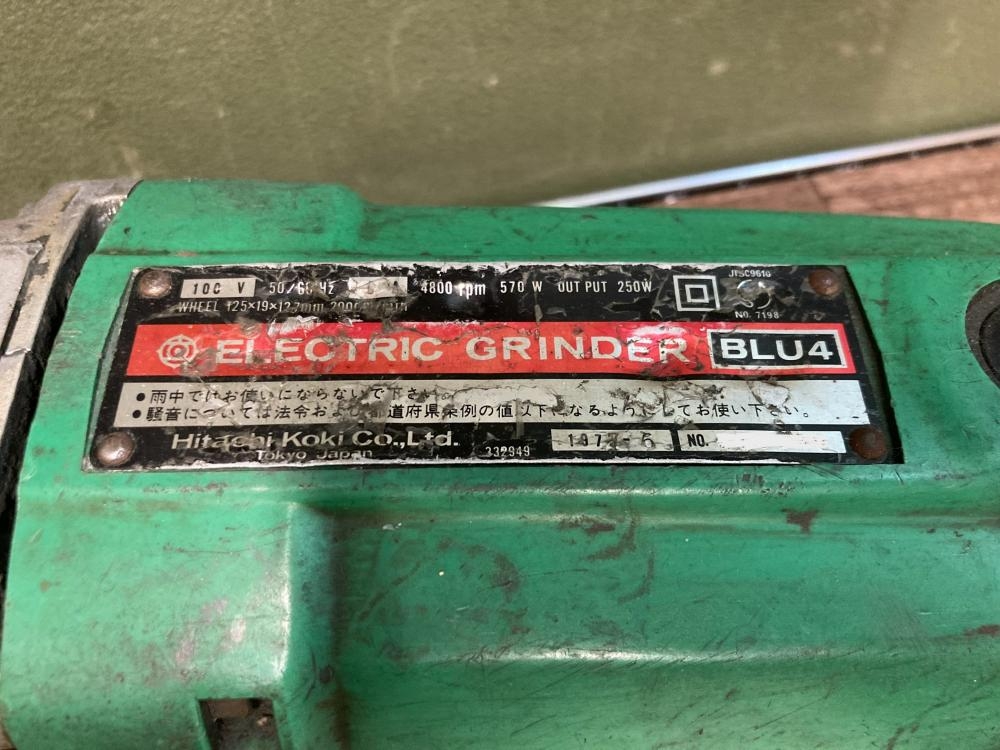 100 V 50/60 Hz A 4800 rpm 570 W OUT PUT 250W
WHEEL 125×19×12.7mm
JISC9610
NO. 7198
ELECTRIC GRINDER BLU4
●雨中ではお使いにならないで下さい。
●騒音については法令および都道府県条例の値以下になるようにしてお使い下さい。
Hitachi Koki Co.,Ltd.
Tokyo Japan
332949
NO.